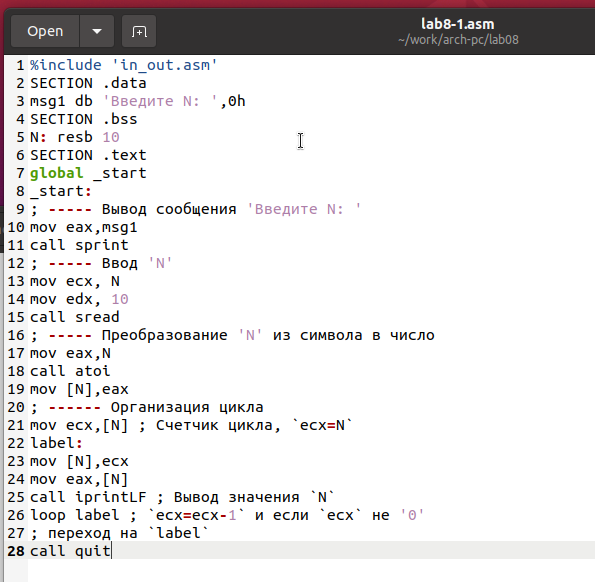 Open
lab8-1.asm
~/work/arch-pc/lab08
1 %include 'in_out.asm'
2 SECTION .data
3 msg1 db 'Введите N: ',0h
4 SECTION .bss
5 N: resb 10
6 SECTION .text
7 global _start
8 _start:
9 ; ----- Вывод сообщения 'Введите N: '
10 mov eax,msg1
11 call sprint
12 ; ----- Ввод 'N'
13 mov ecx, N
14 mov edx, 10
15 call sread
16 ; ----- Преобразование 'N' из символа в число
17 mov eax,N
18 call atoi
19 mov [N],eax
20 ; ------ Организация цикла
21 mov ecx,[N] ; Счетчик цикла, `ecx=N`
22 label:
23 mov [N],ecx
24 mov eax,[N]
25 call iprintLF ; Вывод значения `N`
26 loop label ; `ecx=ecx-1` и если `ecx` не '0'
27 ; переход на `label`
28 call quit